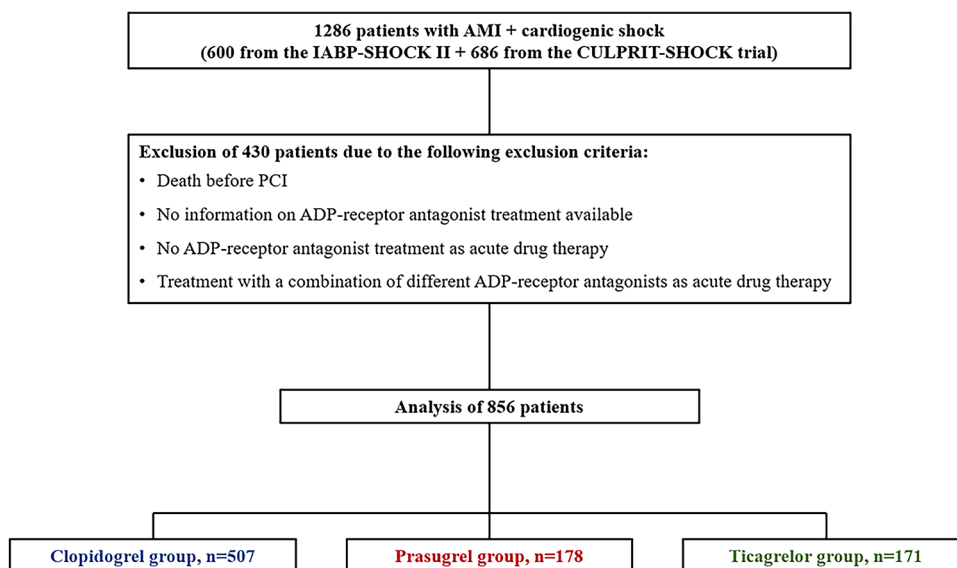 1286 patients with AMI + cardiogenic shock
(600 from the IABP-SHOCK II + 686 from the CULPRIT-SHOCK trial)
Exclusion of 430 patients due to the following exclusion criteria:
• Death before PCI
• No information on ADP-receptor antagonist treatment available
• No ADP-receptor antagonist treatment as acute drug therapy
• Treatment with a combination of different ADP-receptor antagonists as acute drug therapy
Analysis of 856 patients
Clopidogrel group, n=507
Prasugrel group, n=178
Ticagrelor group, n=171